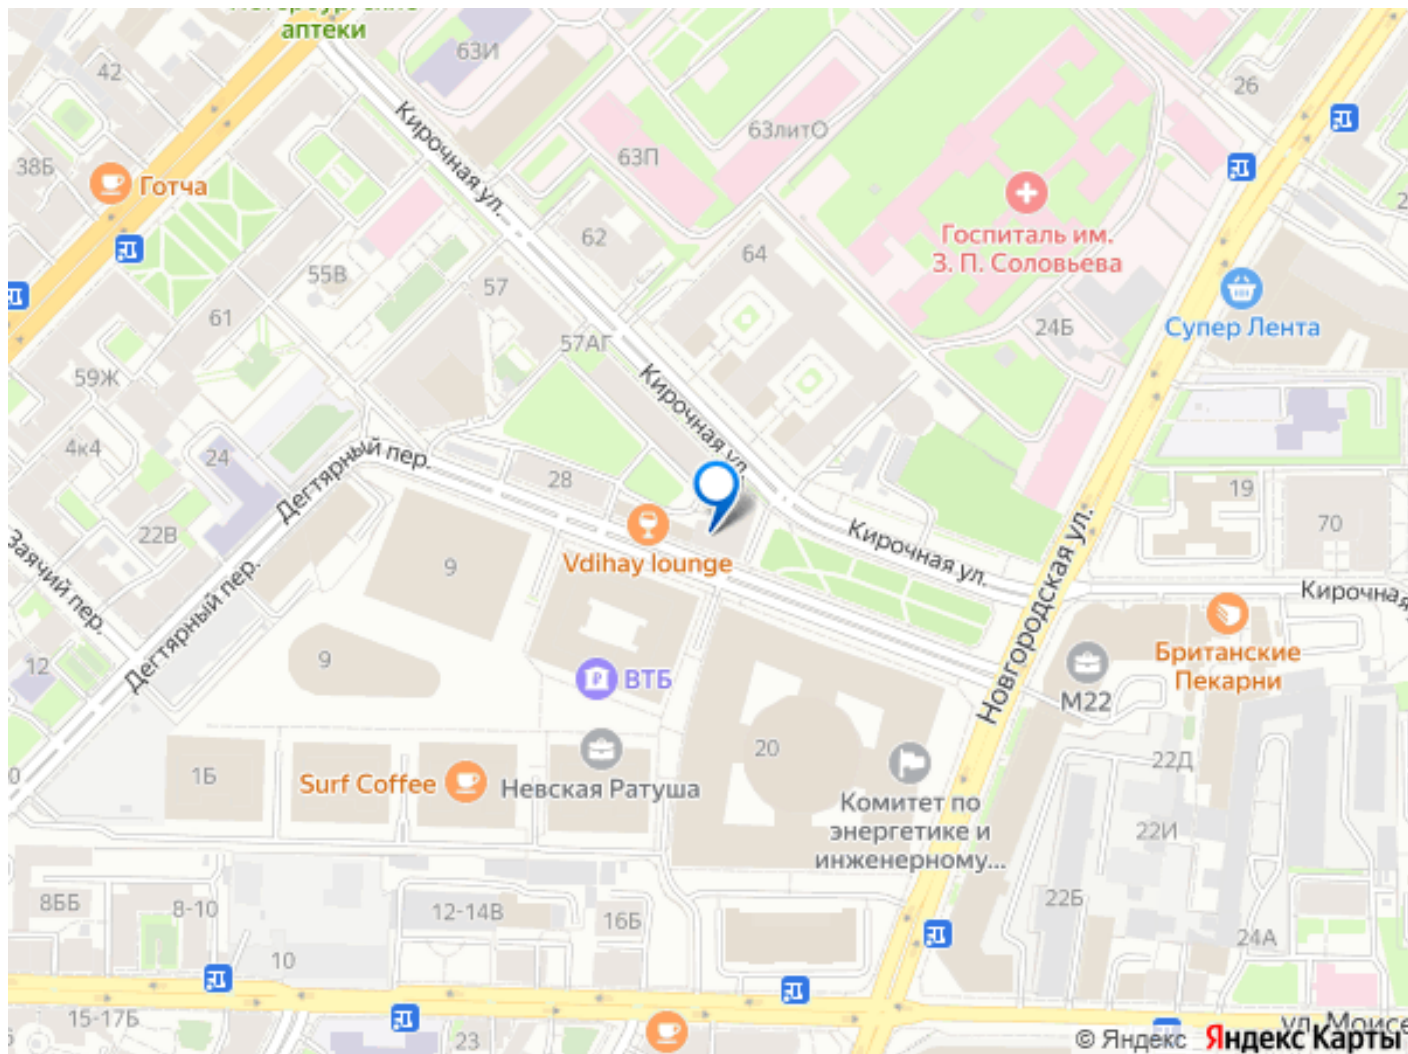 аптеки
63И
42
26
Кирочная ул.
63литО
63П
38Б
Готча
Госпиталь им.
З. П. Соловьева
62
64
55В
57
61
Супер Лента
24Б
57АГ
59Ж
Кирочная ул.
4к4
24
Дегтярный пер.
28
19
70
22В
Заячий пер.
Vdihay lounge
Кирочная ул.
Новгородская ул.
9
Дегтярный пер.
Кирочная
9
12
ВТБ
Британские
Пекарни
М22
20
1Б
Surf Coffee
Невская Ратуша
22Д
Комитет по
энергетике и
инженерному...
22И
8ББ
8-10
12-14В
16Б
22Б
24А
10
15-17Б
23
ул. Моисе
© Яндекс Яндекс Карты